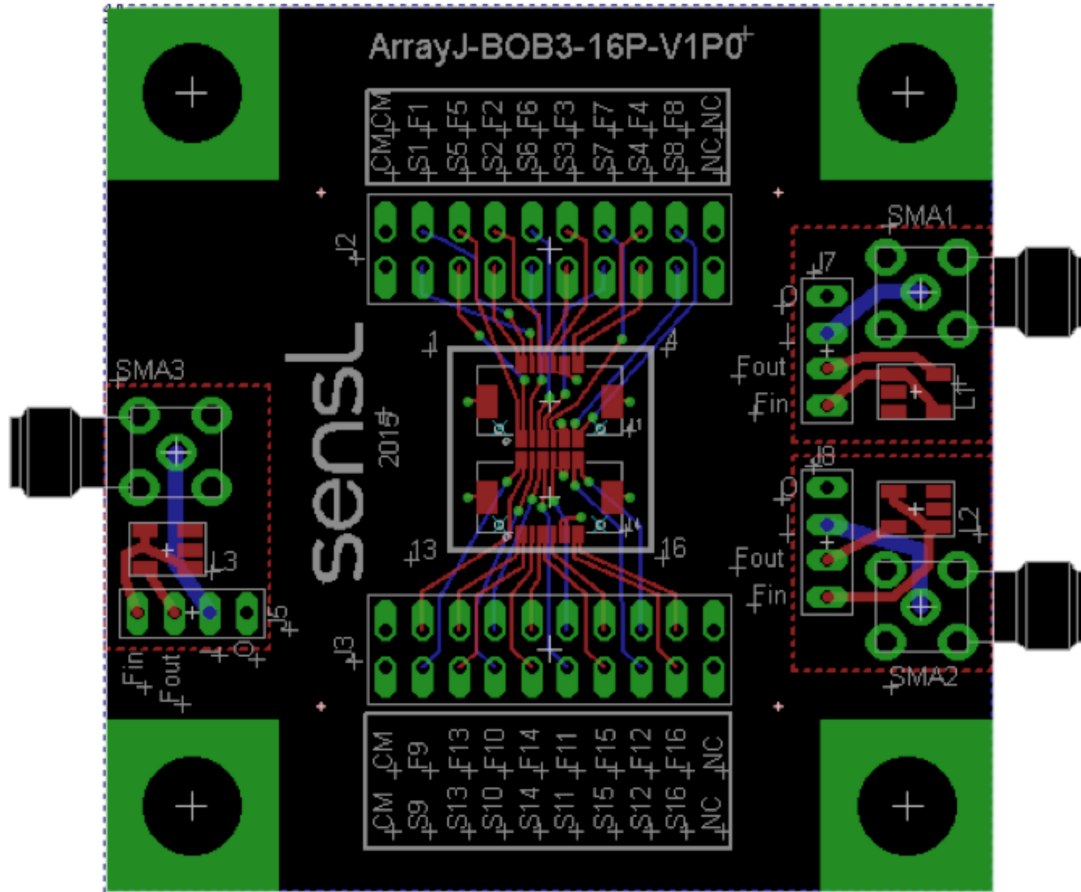 ArrayJ-BOB3-16P-V1P0
CM F1 F5 F2 F6 F3 F7 F4 F8 NC
CM S1 S5 S2 S6 S3 S7 S4 S8 NC
J2
SMA1
J7
O
I
Fout
Fin
L1
1
4
SMA3
sensL
2015
13
16
L3
J5
Fin
Fout
I
O
J8
O
I
Fout
Fin
L2
SMA2
J3
CM F9 F13 F10 F14 F11 F15 F12 F16 NC
CM S9 S13 S10 S14 S11 S15 S12 S16 NC